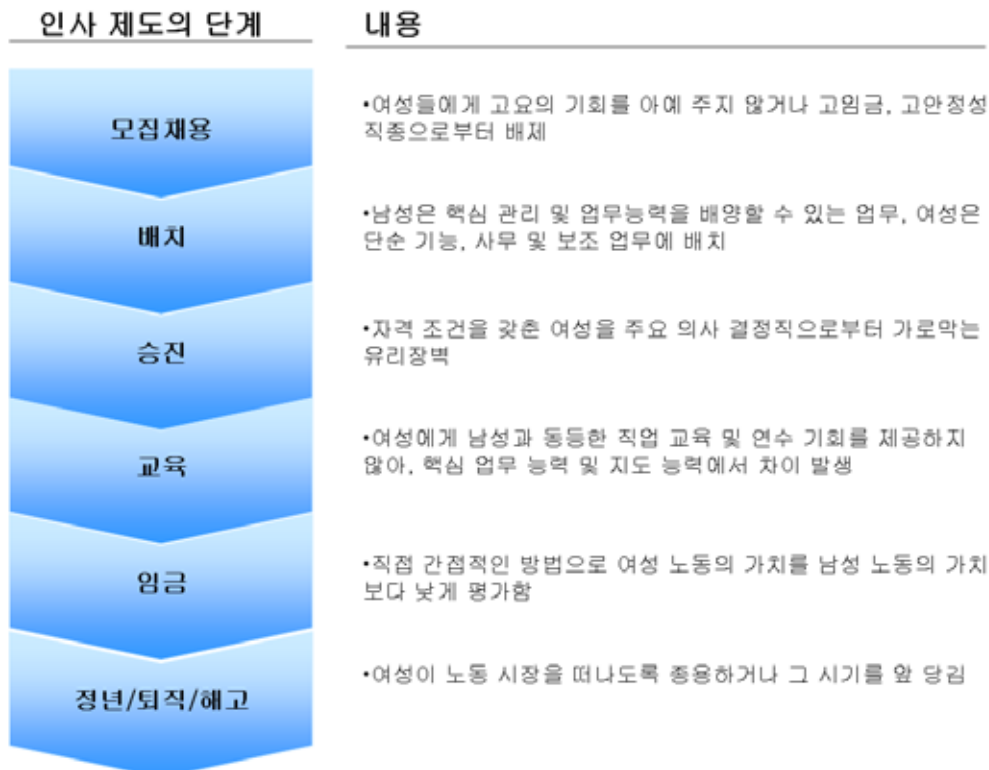 인사 제도의 단계
내용
모집채용
•여성들에게 고요의 기회를 아예 주지 않거나 고임금, 고안정성
직종으로부터 배제
배치
•남성은 핵심 관리 및 업무능력을 배양할 수 있는 업무, 여성은
단순 기능, 사무 및 보조 업무에 배치
승진
•자격 조건을 갖춘 여성을 주요 의사 결정직으로부터 가로막는
유리장벽
교육
•여성에게 남성과 동등한 직업 교육 및 연수 기회를 제공하지
않아, 핵심 업무 능력 및 지도 능력에서 차이 발생
임금
•직접 간접적인 방법으로 여성 노동의 가치를 남성 노동의 가치
보다 낮게 평가함
정년/퇴직/해고
•여성이 노동 시장을 떠나도록 종용하거나 그 시기를 앞 당김